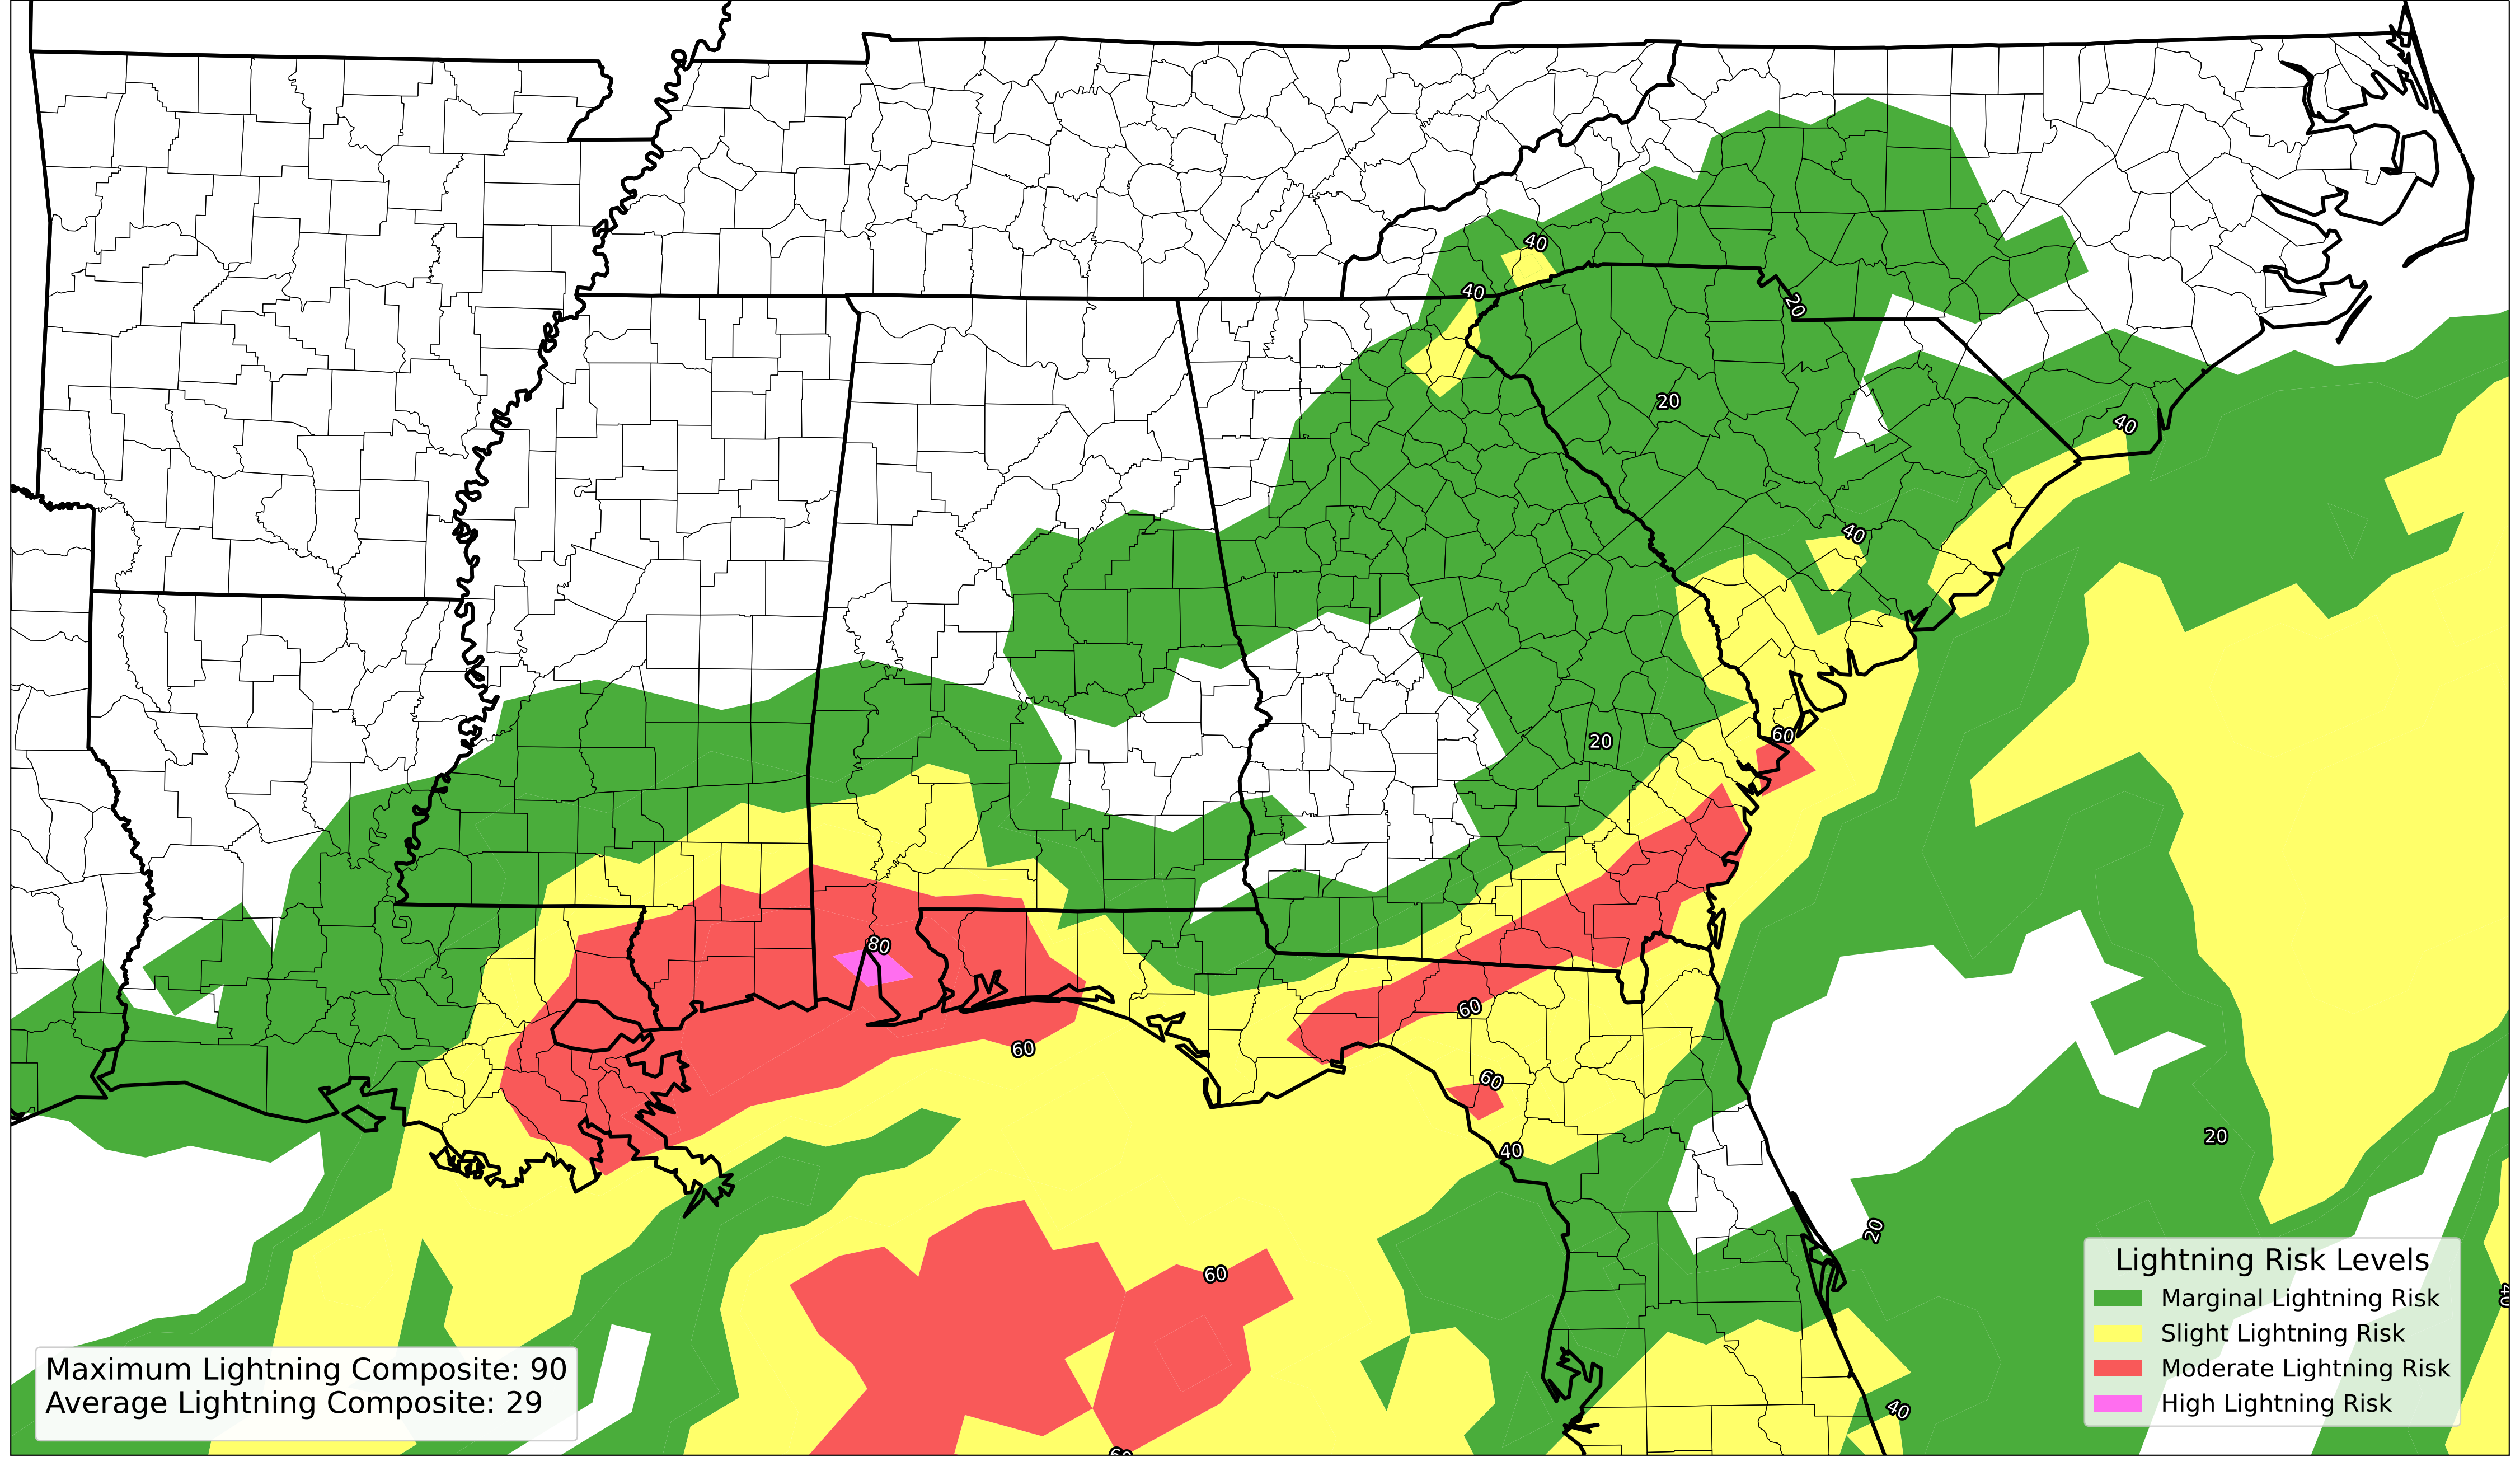 40
40
20
20
40
40
20
60
80
60
60
60
40
20
20
60
40
40
60
Lightning Risk Levels
Marginal Lightning Risk
Slight Lightning Risk
Moderate Lightning Risk
High Lightning Risk
Maximum Lightning Composite: 90
Average Lightning Composite: 29